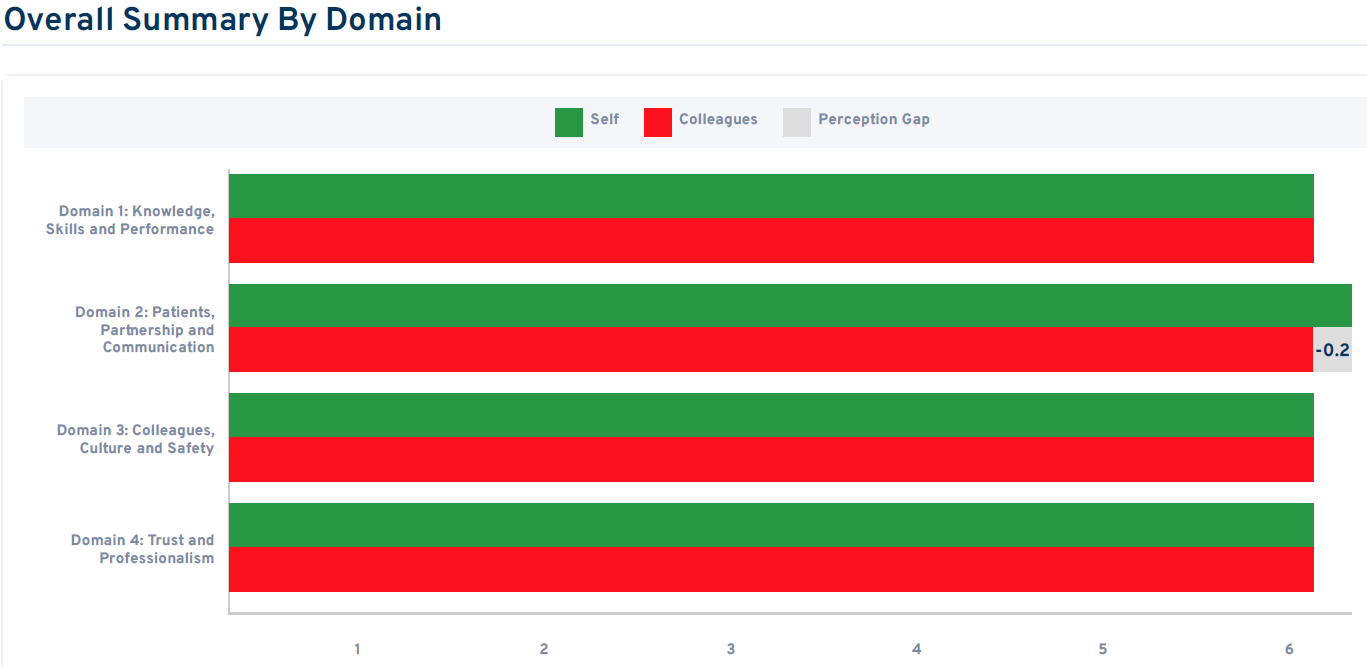 Overall Summary By Domain
Self
Colleagues
Perception Gap
Domain 1: Knowledge,
Skills and Performance
Domain 2: Patients,
Partnership and
Communication
-0.2
Domain 3: Colleagues,
Culture and Safety
Domain 4: Trust and
Professionalism
1 2 3 4 5 6